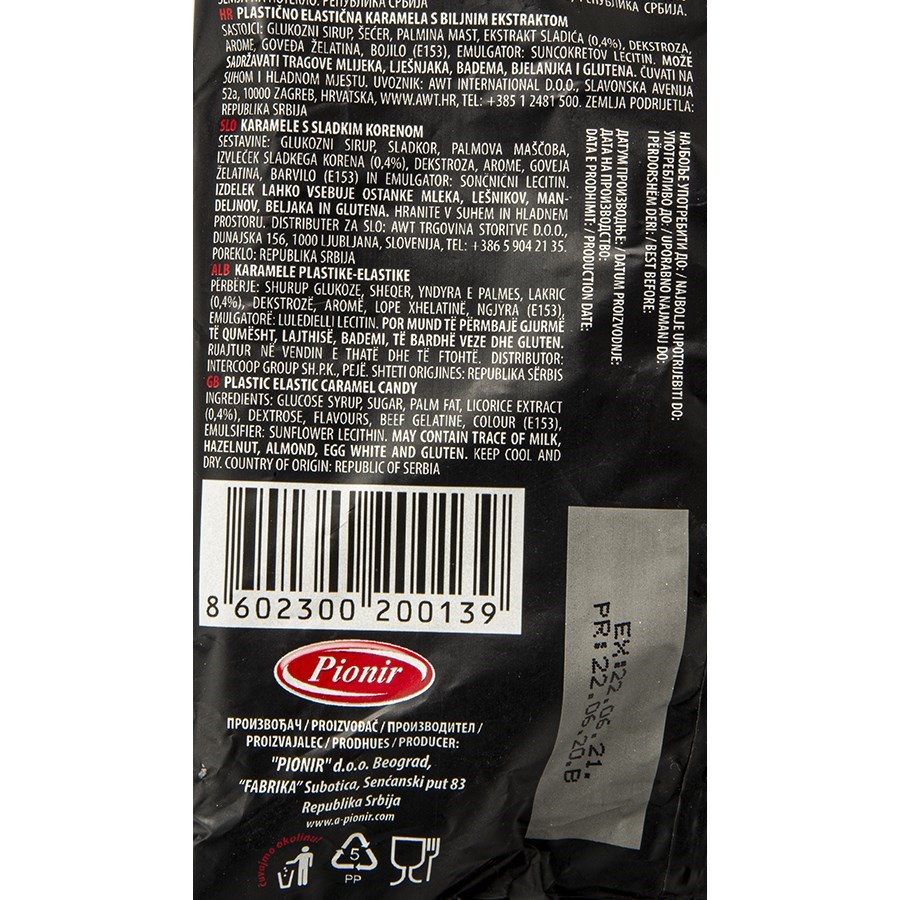 РЕПУБЛИКА СРБИЈА.
HR PLASTIČNO ELASTIČNA KARAMELA S BILJNIM EKSTRAKTOM
SASTOJCI: GLUKOZNI SIRUP, ŠEĆER, PALMINA MAST, EKSTRAKT SLADIĆA (0,4%), DEKSTROZA,
AROME, GOVEĐA ŽELATINA, BOJILO (E153), EMULGATOR: SUNCOKRETOV LECITIN. MOŽE
SADRŽAVATI TRAGOVE MLIJEKA, LJEŠNJAKA, BADEMA, BJELANJKA I GLUTENA. ČUVATI NA
SUHOM I HLADNOM MJESTU. UVOZNIK: AWT INTERNATIONAL D.O.O., SLAVONSKA AVENIJA
52a, 10000 ZAGREB, HRVATSKA, WWW.AWT.HR, TEL: +385 1 2481 500. ZEMLJA PODRIJETLA:
REPUBLIKA SRBIJA
SLO KARAMELE S SLADKIM KORENOM
SESTAVINE: GLUKOZNI SIRUP, SLADKOR, PALMOVA MAŠČOBA,
IZVLEČEK SLADKEGA KORENA (0,4%), DEKSTROZA, AROME, GOVEJA
ŽELATINA, BARVILO (E153) IN EMULGATOR: SONČNIČNI LECITIN.
IZDELEK LAHKO VSEBUJE OSTANKE MLEKA, LEŠNIKOV, MAN-
DELJNOV, BELJAKA IN GLUTENA. HRANITE V SUHEM IN HLADNEM
PROSTORU. DISTRIBUTER ZA SLO: AWT TRGOVINA STORITVE D.O.O.,
DUNAJSKA 156, 1000 LJUBLJANA, SLOVENIJA, TEL: +386 5 904 21 35.
POREKLO: REPUBLIKA SRBIJA
ALB KARAMELE PLASTIKE-ELASTIKE
PËRBËRJE: SHURUP GLUKOZE, SHEQER, YNDYRA E PALMES, LAKRIC
(0,4%), DEKSTROZË, AROMË, LOPE XHELATINË, NGJYRA (E153),
EMULGATORË: LULEDIELLI LECITIN. POR MUND TË PËRMBAJË GJURMË
TË QUMËSHT, LAJTHISË, BADEMI, TË BARDHË VEZE DHE GLUTEN.
RUAJTUR NË VENDIN E THATË DHE TË FTOHTË. DISTRIBUTOR:
INTERCOOP GROUP SH.P.K., PEJË. SHTETI ORIGJINES: REPUBLIKA SËRBIS
GB PLASTIC ELASTIC CARAMEL CANDY
INGREDIENTS: GLUCOSE SYRUP, SUGAR, PALM FAT, LICORICE EXTRACT
(0,4%), DEXTROSE, FLAVOURS, BEEF GELATINE, COLOUR (E153),
EMULSIFIER: SUNFLOWER LECITHIN. MAY CONTAIN TRACE OF MILK,
HAZELNUT, ALMOND, EGG WHITE AND GLUTEN. KEEP COOL AND
DRY. COUNTRY OF ORIGIN: REPUBLIC OF SERBIA
НАЈБОЉЕ УПОТРЕБИТИ ДО: / NAJBOLJE UPOTRIJEBITI DO:
УПОТРЕБЛИВО ДО: / UPORABNO NAJMANJ DO:
IPËRDORSHËM DERI: / BEST BEFORE:
ДАТУМ ПРОИЗВОДЊЕ: / DATUM PROIZVODNJE:
ДАТА НА ПРОИЗВОДСТВО:
DATA E PRODHIMIT: / PRODUCTION DATE:
8 602300 200139
EX:22.06.21.
PR:22.06.20.B
Pionir
ПРОИЗВОЂАЧ / PROIZVOĐAČ / ПРОИЗВОДИТЕЛ /
PROIZVAJALEC / PRODHUES / PRODUCER:
"PIONIR" d.o.o. Beograd,
"FABRIKA" Subotica, Senćanski put 83
Republika Srbija
www.a-pionir.com
čuvajmo okolinu!
5
PP